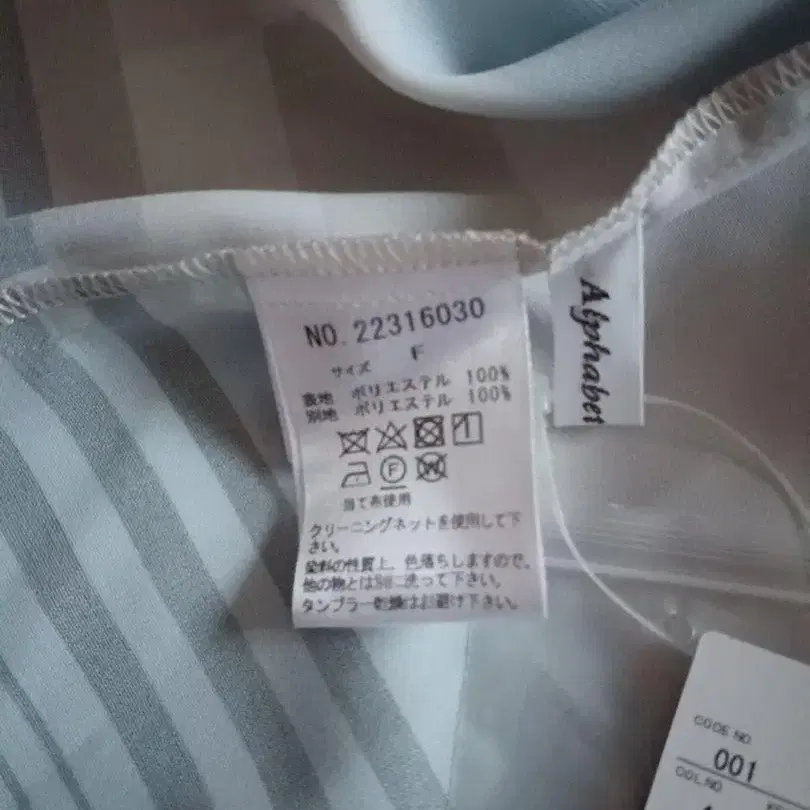 NO. 22316030
サイズ F
表地 ポリエステル 100%
別地 ポリエステル 100%
F W
当て布使用
クリーニングネットを使用して下
さい。
染料の性質上、色落ちしますので、
他の物とは別に洗って下さい。
タンブラー乾燥はお避け下さい。
Alphabet
CODE NO
001
COL.NO